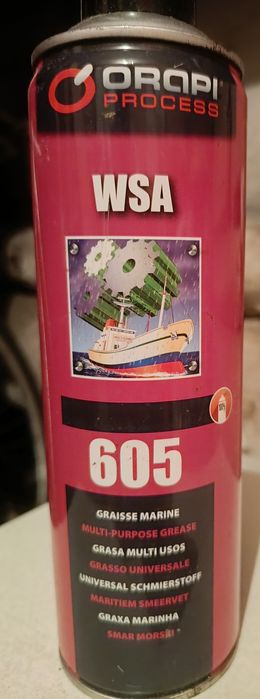 ORAPI
PROCESS
WSA
605
GRAISSE MARINE
MULTI-PURPOSE GREASE
GRASA MULTI USOS
GRASSO UNIVERSALE
UNIVERSAL SCHMIERSTOFF
MARITIEM SMEERVET
GRAXA MARINHA
SMAR MORSKI